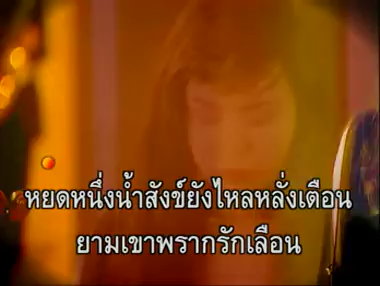 หยดหนึ่งน้ำสังข์ยังไหลหลั่งเตือน
ยามเขาพรากรักเลือน